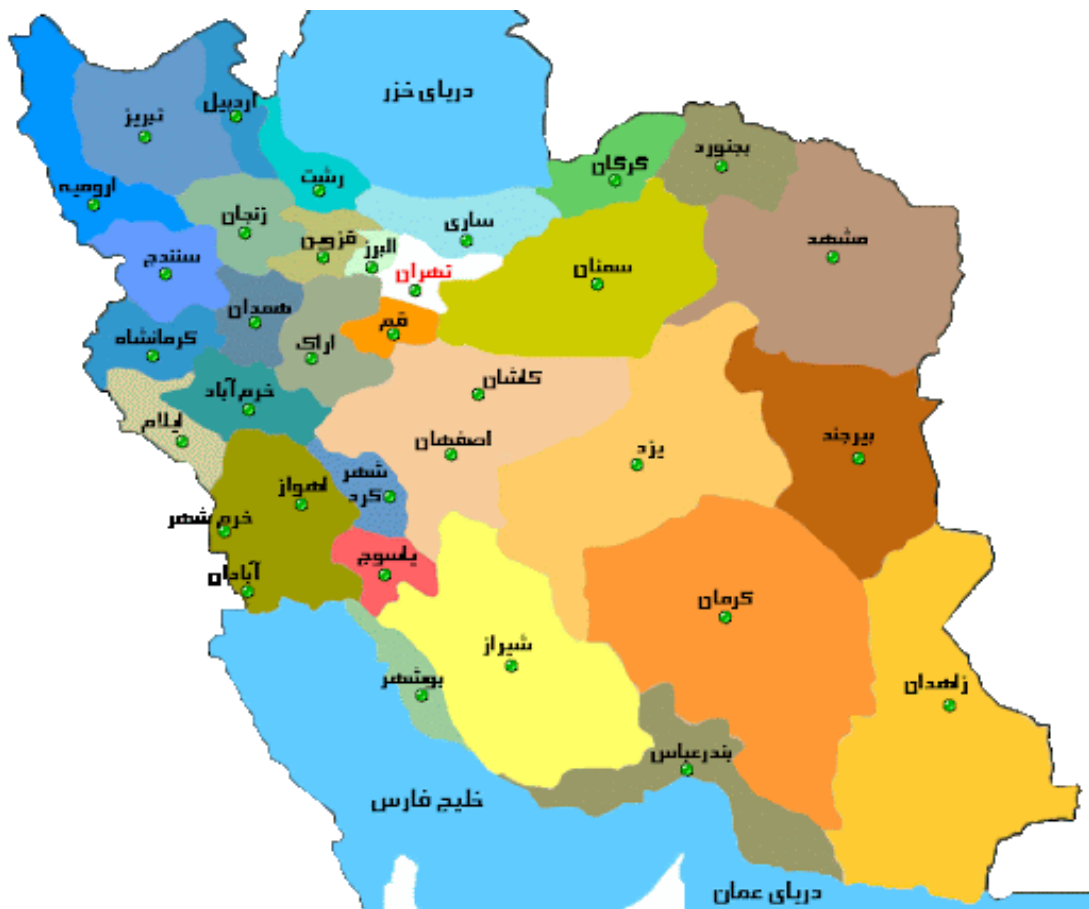 دریای خزر
اردبیل
تبریز
بجنورد
گرگان
رشت
ارومیه
زنجان
ساری
قزوین
البرز
مشهد
سنندج
تهران
سمنان
همدان
قم
کرمانشاه
اراک
کاشان
خرم آباد
ایلام
اصفهان
یزد
بیرجند
شهر
کرد
اهواز
خرم شهر
یاسوج
آبادان
کرمان
شیراز
بوشهر
زاهدان
بندرعباس
خلیج فارس
دریای عمان